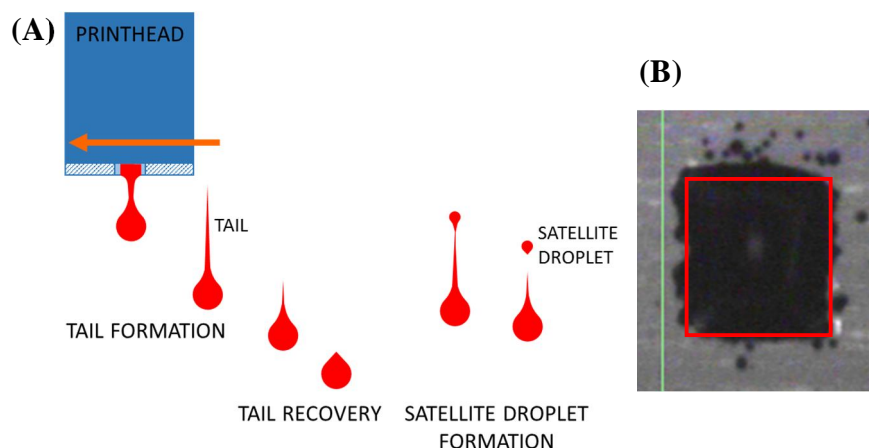 (A)
PRINTHEAD
TAIL
TAIL FORMATION
TAIL RECOVERY
SATELLITE
DROPLET
SATELLITE DROPLET
FORMATION
(B)